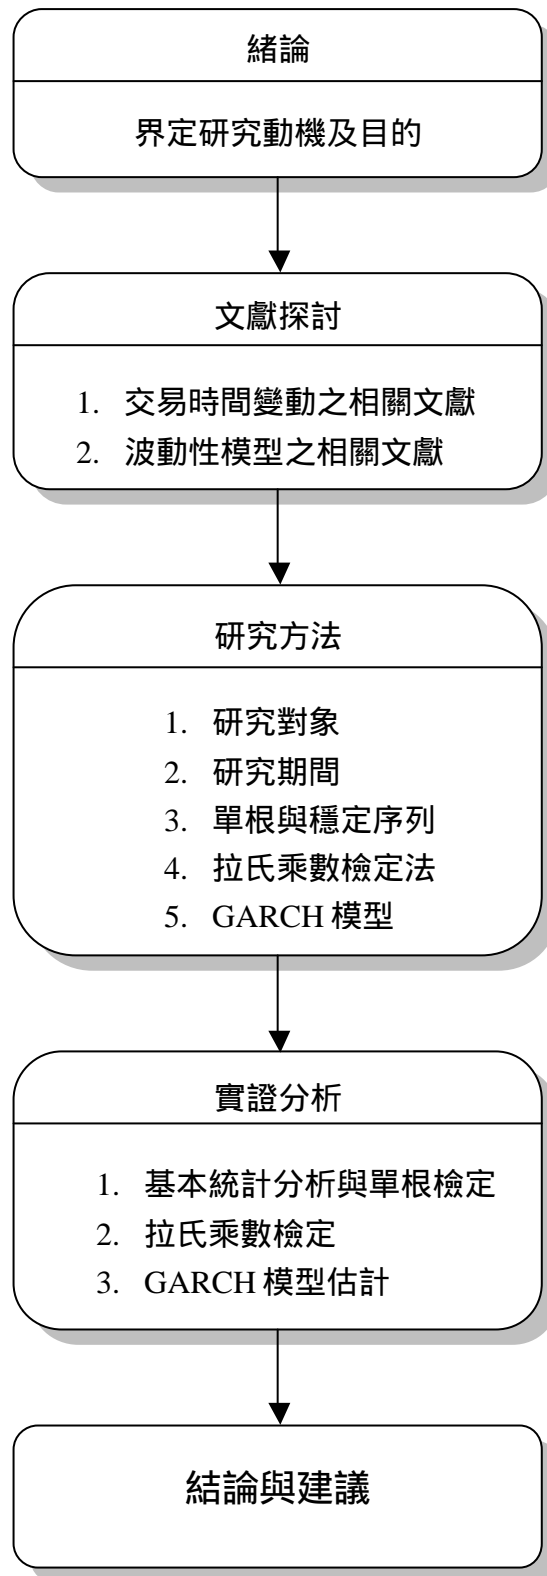 緒論
界定研究動機及目的
文獻探討
1. 交易時間變動之相關文獻
2. 波動性模型之相關文獻
研究方法
1. 研究對象
2. 研究期間
3. 單根與穩定序列
4. 拉氏乘數檢定法
5. GARCH 模型
實證分析
1. 基本統計分析與單根檢定
2. 拉氏乘數檢定
3. GARCH 模型估計
結論與建議